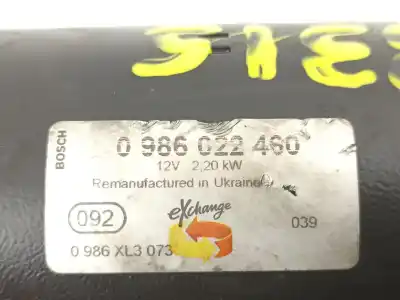 BOSCH
0 986 022 460
12V 2,20 kW
Remanufactured in Ukraine
092
eXchange
039
0 986 XL3 073